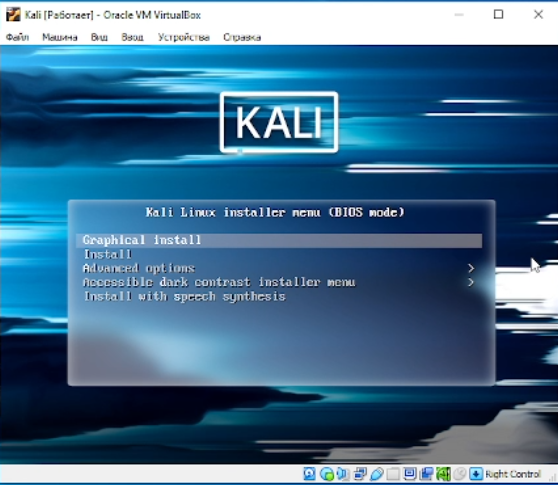 Kali [Работает] - Oracle VM VirtualBox
Файл Машина Вид Ввод Устройства Справка
KALI
Kali Linux installer menu (BIOS mode)
Graphical install
Install
Advanced options >
Accessible dark contrast installer menu >
Install with speech synthesis
Right Control